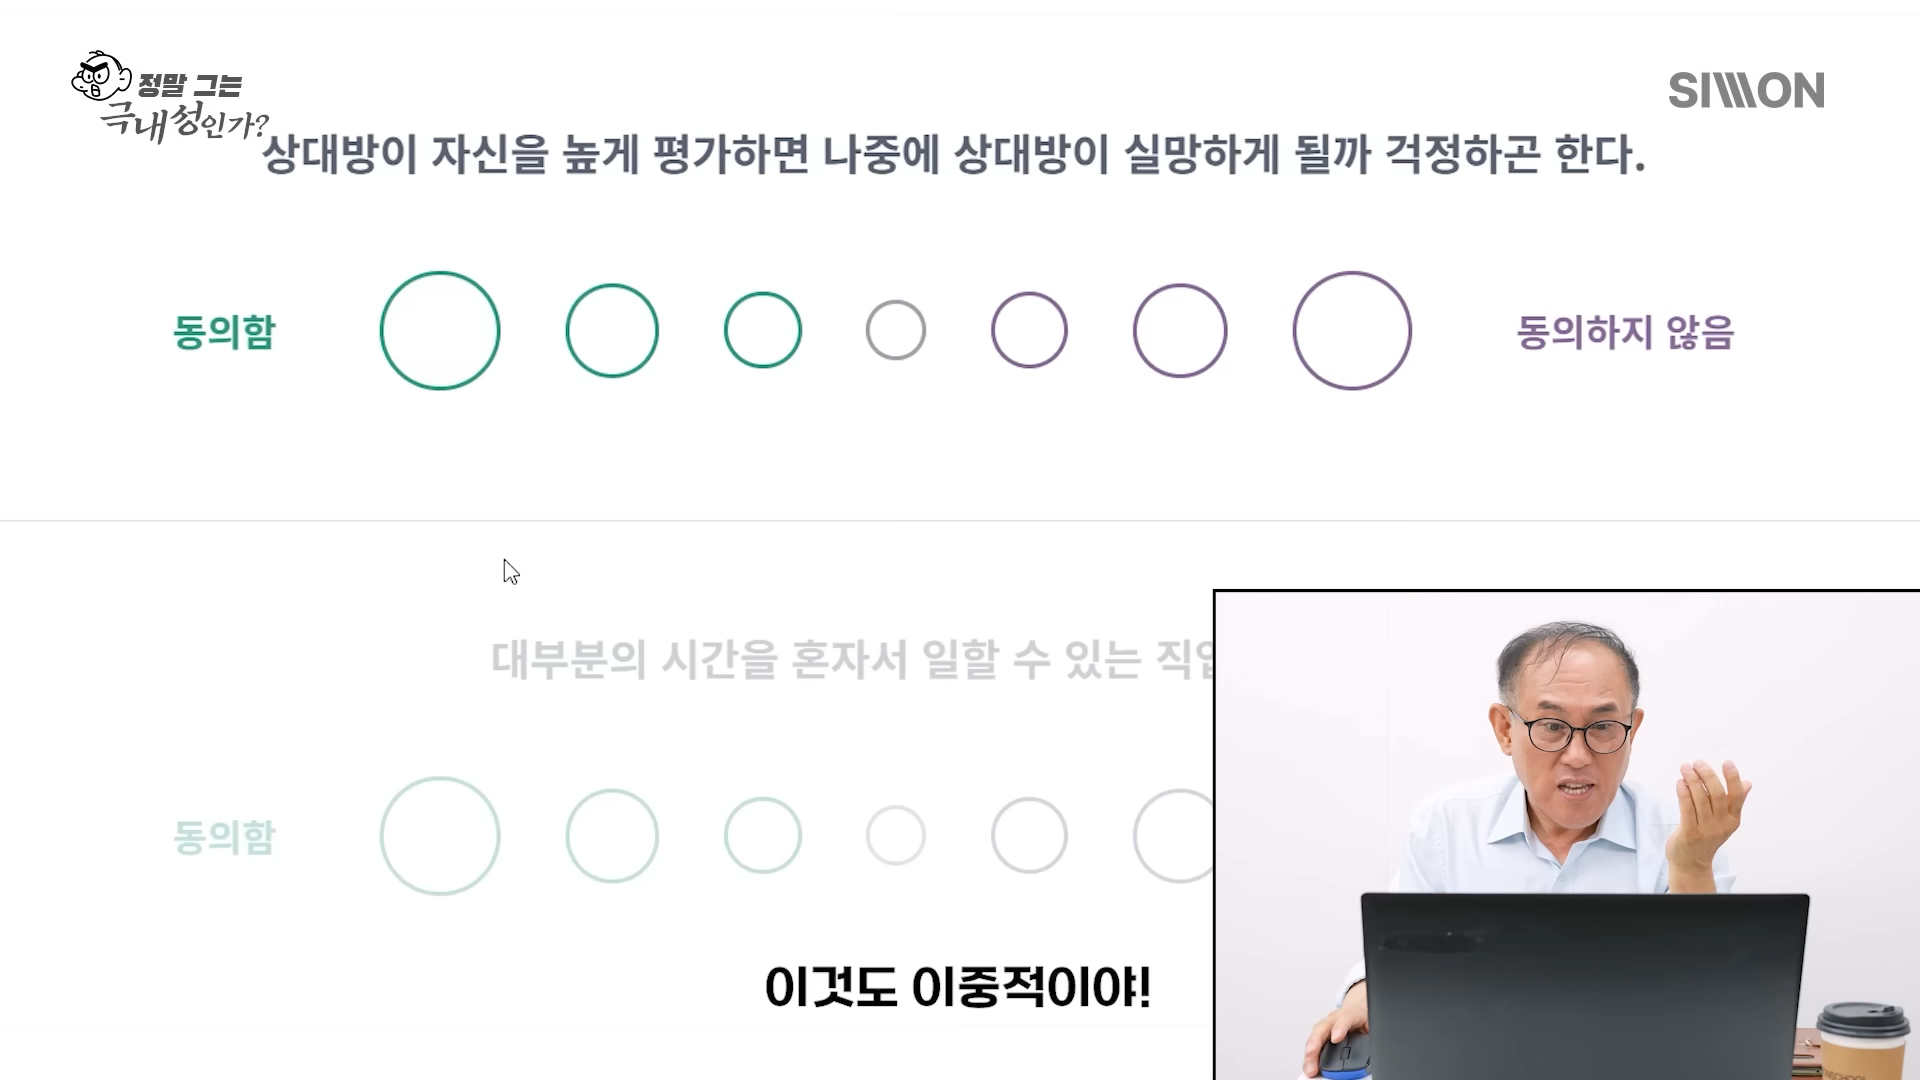 정말 그는
극내성인가?
SIMON
상대방이 자신을 높게 평가하면 나중에 상대방이 실망하게 될까 걱정하곤 한다.
동의함
동의하지 않음
대부분의 시간을 혼자서 일할 수 있는
동의함
이것도 이중적이야!